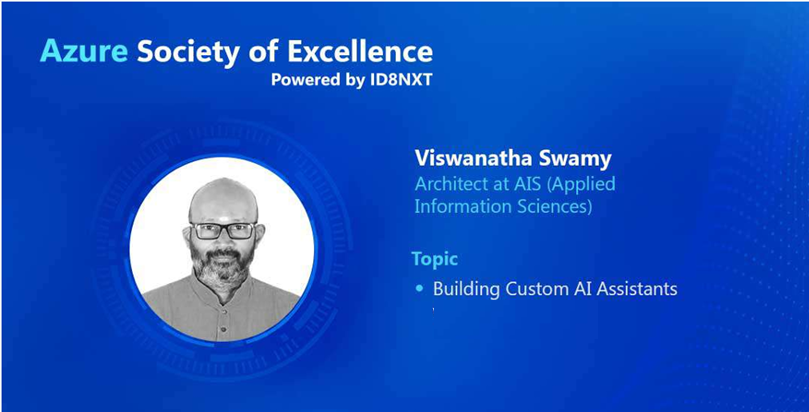 Azure Society of Excellence
Powered by ID8NXT
Viswanatha Swamy
Architect at AIS (Applied
Information Sciences)
Topic
• Building Custom AI Assistants